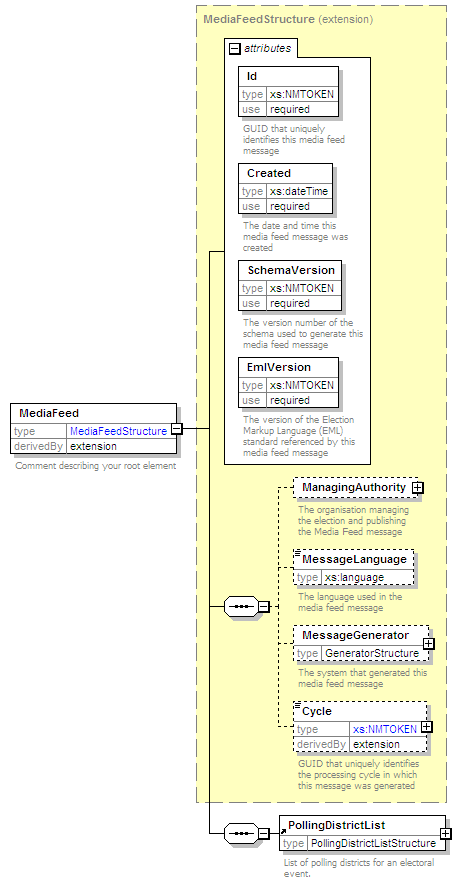 MediaFeedStructure (extension)
attributes
Id
type xs:NMTOKEN
use required
GUID that uniquely
identifies this media feed
message
Created
type xs:dateTime
use required
The date and time this
media feed message was
created
SchemaVersion
type xs:NMTOKEN
use required
The version number of the
schema used to generate this
media feed message
EmlVersion
type xs:NMTOKEN
use required
The version of the Election
Markup Language (EML)
standard referenced by this
media feed message
MediaFeed
type MediaFeedStructure
derivedBy extension
Comment describing your root element
ManagingAuthority
The organisation managing
the election and publishing
the Media Feed message
MessageLanguage
type xs:language
The language used in the
media feed message
MessageGenerator
type GeneratorStructure
The system that generated this
media feed message
Cycle
type xs:NMTOKEN
derivedBy extension
GUID that uniquely identifies
the processing cycle in which
this message was generated
PollingDistrictList
type PollingDistrictListStructure
List of polling districts for an electoral
event.